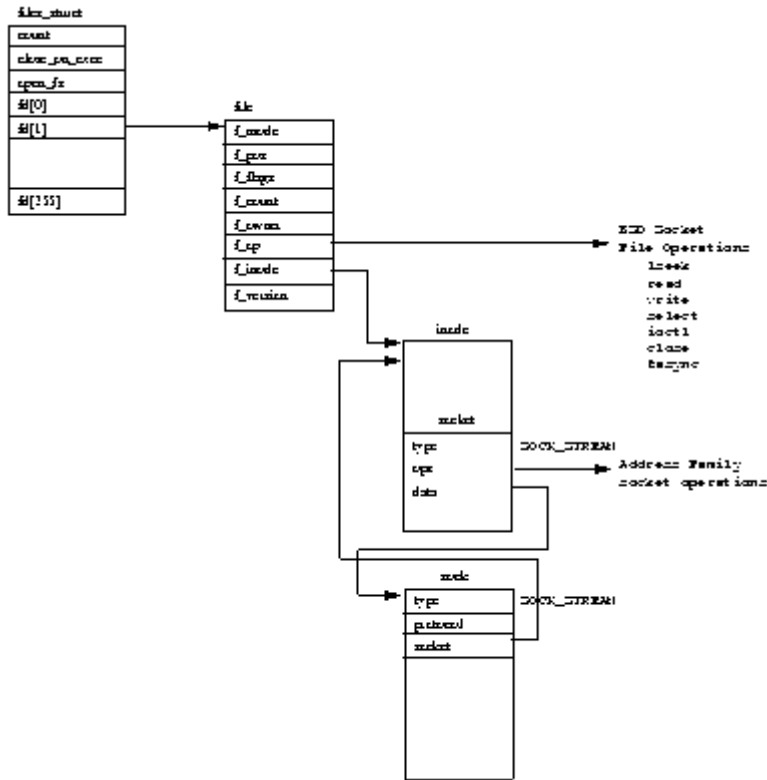 files_struct
count
close_on_exec
open_fs
fd[0]
fd[1]
fd[255]
file
f_mode
f_pos
f_flags
f_count
f_owner
f_op
f_inode
f_version
BSD Socket
File Operations
lseek
read
write
select
ioctl
close
fasync
inode
socket
type
SOCK_STREAM
ops
data
Address Family
socket operations
sock
type
SOCK_STREAM
protocol
socket